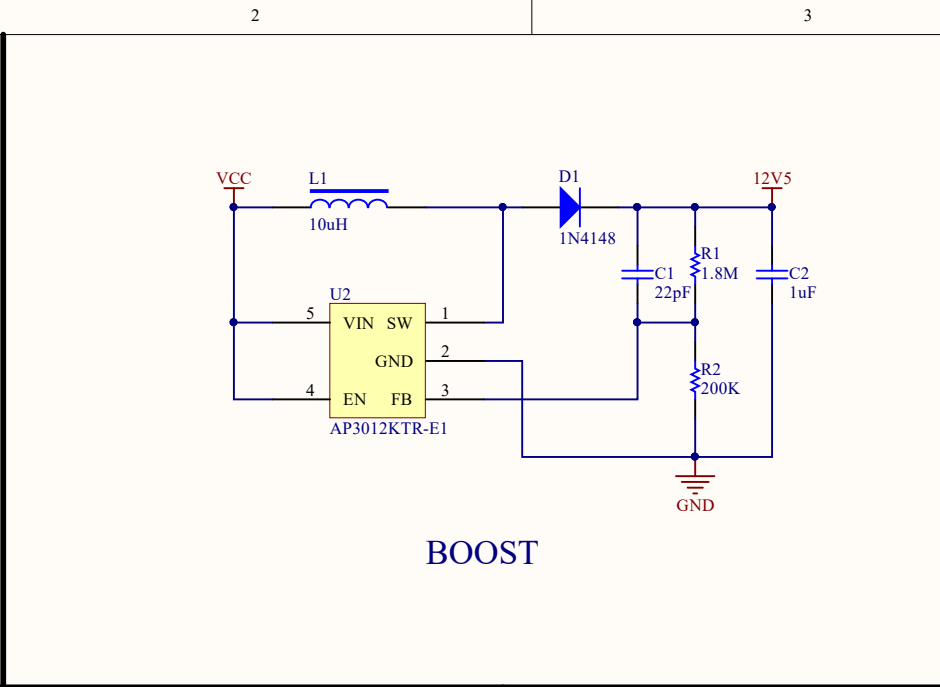 2
3
VCC
L1
10uH
D1
1N4148
12V5
C1
22pF
R1
1.8M
C2
1uF
U2
5
VIN
SW
1
GND
2
4
EN
FB
3
AP3012KTR-E1
R2
200K
GND
BOOST